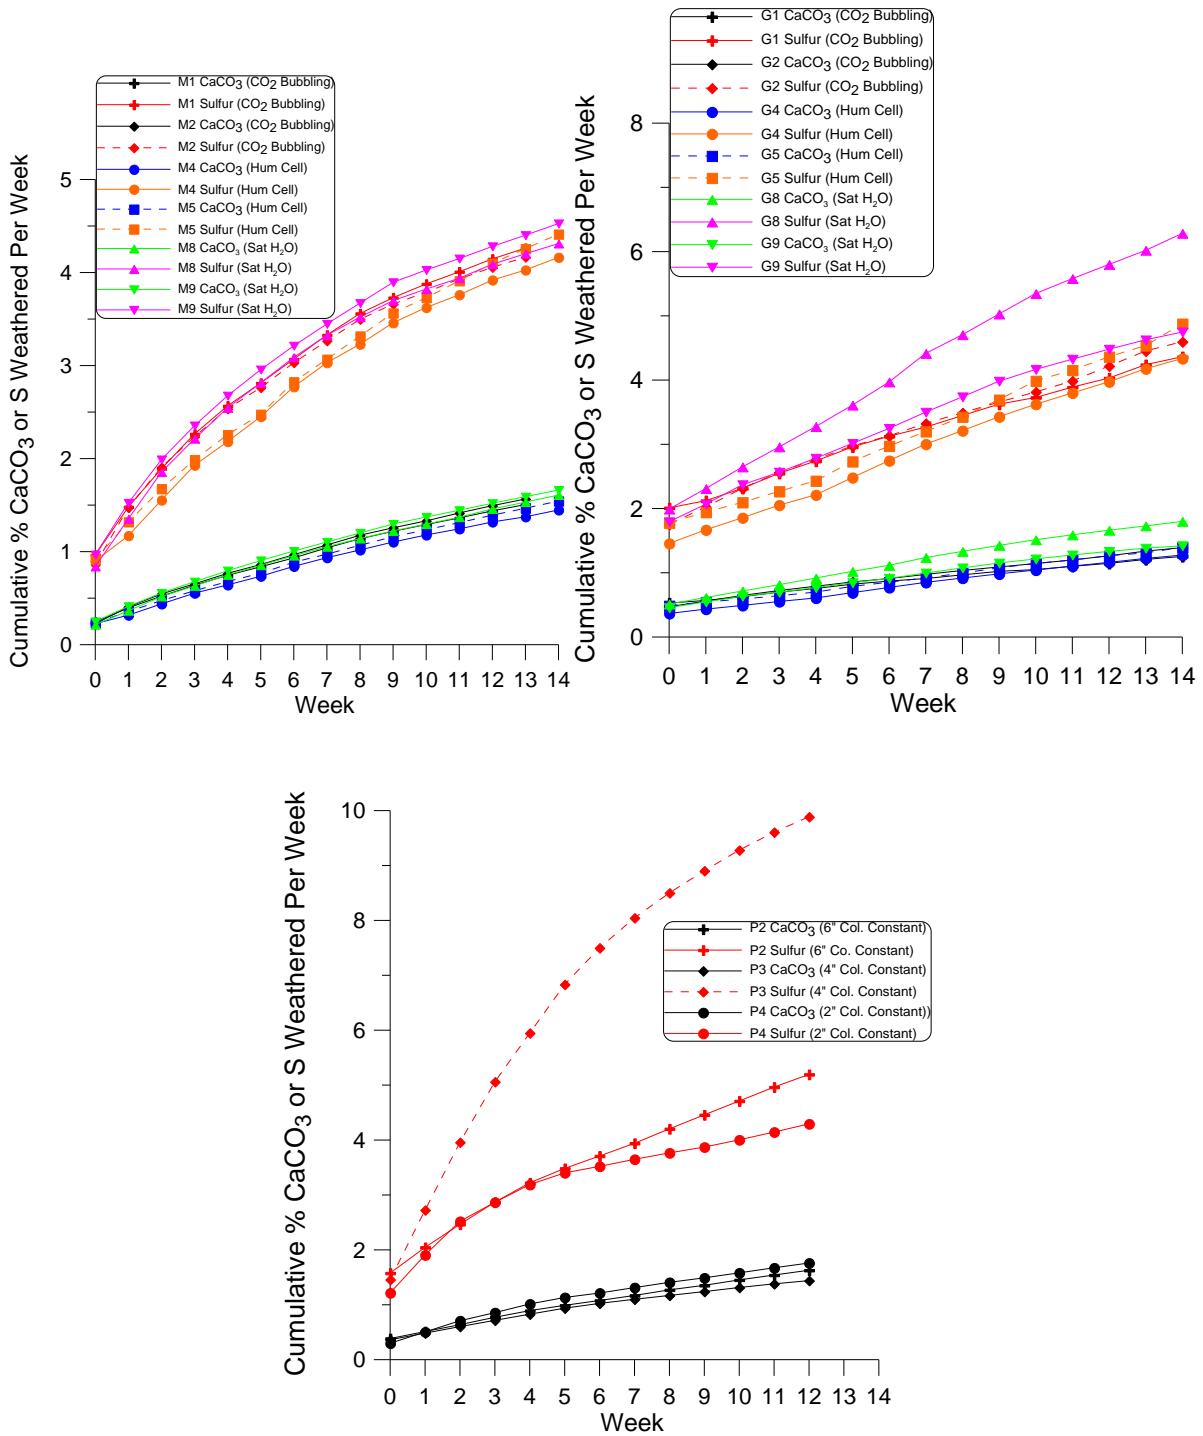 M1 CaCO3 (CO2 Bubbling)
M1 Sulfur (CO2 Bubbling)
M2 CaCO3 (CO2 Bubbling)
M2 Sulfur (CO2 Bubbling)
M4 CaCO3 (Hum Cell)
M4 Sulfur (Hum Cell)
M5 CaCO3 (Hum Cell)
M5 Sulfur (Hum Cell)
M8 CaCO3 (Sat H2O)
M8 Sulfur (Sat H2O)
M9 CaCO3 (Sat H2O)
M9 Sulfur (Sat H2O)
Cumulative % CaCO3 or S Weathered Per Week
5
4
3
2
1
0
0 1 2 3 4 5 6 7 8 9 10 11 12 13 14
Week
G1 CaCO3 (CO2 Bubbling)
G1 Sulfur (CO2 Bubbling)
G2 CaCO3 (CO2 Bubbling)
G2 Sulfur (CO2 Bubbling)
G4 CaCO3 (Hum Cell)
G4 Sulfur (Hum Cell)
G5 CaCO3 (Hum Cell)
G5 Sulfur (Hum Cell)
G8 CaCO3 (Sat H2O)
G8 Sulfur (Sat H2O)
G9 CaCO3 (Sat H2O)
G9 Sulfur (Sat H2O)
Cumulative % CaCO3 or S Weathered Per Week
8
6
4
2
0
0 1 2 3 4 5 6 7 8 9 10 11 12 13 14
Week
Cumulative % CaCO3 or S Weathered Per Week
10
8
6
4
2
0
P2 CaCO3 (6" Col. Constant)
P2 Sulfur (6" Co. Constant)
P3 CaCO3 (4" Col. Constant)
P3 Sulfur (4" Col. Constant)
P4 CaCO3 (2" Col. Constant))
P4 Sulfur (2" Col. Constant)
0 1 2 3 4 5 6 7 8 9 10 11 12 13 14
Week